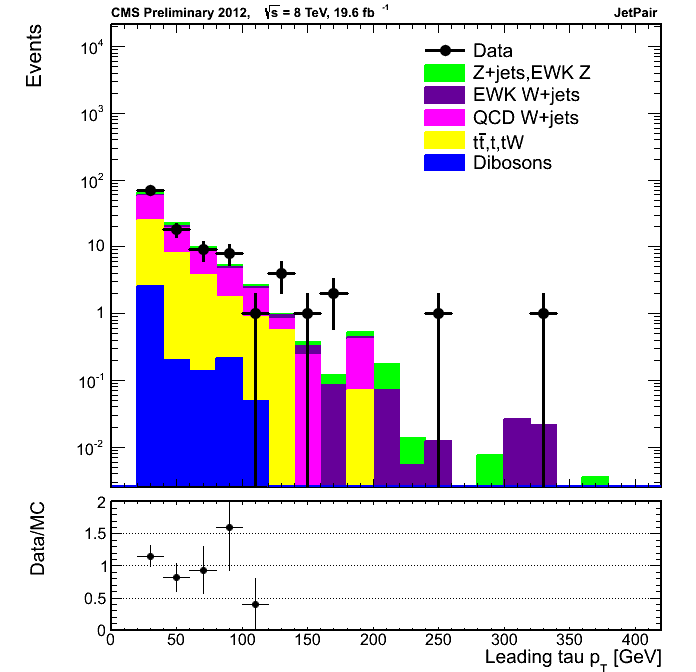 CMS Preliminary 2012, √s = 8 TeV, 19.6 fb⁻¹ JetPair
Events
10⁴
10³
10²
10
1
10⁻¹
10⁻²
Data
Z+jets,EWK Z
EWK W+jets
QCD W+jets
tt̄,t,tW
Dibosons
Data/MC
2
1.5
1
0.5
0
0 50 100 150 200 250 300 350 400
Leading tau p_T [GeV]